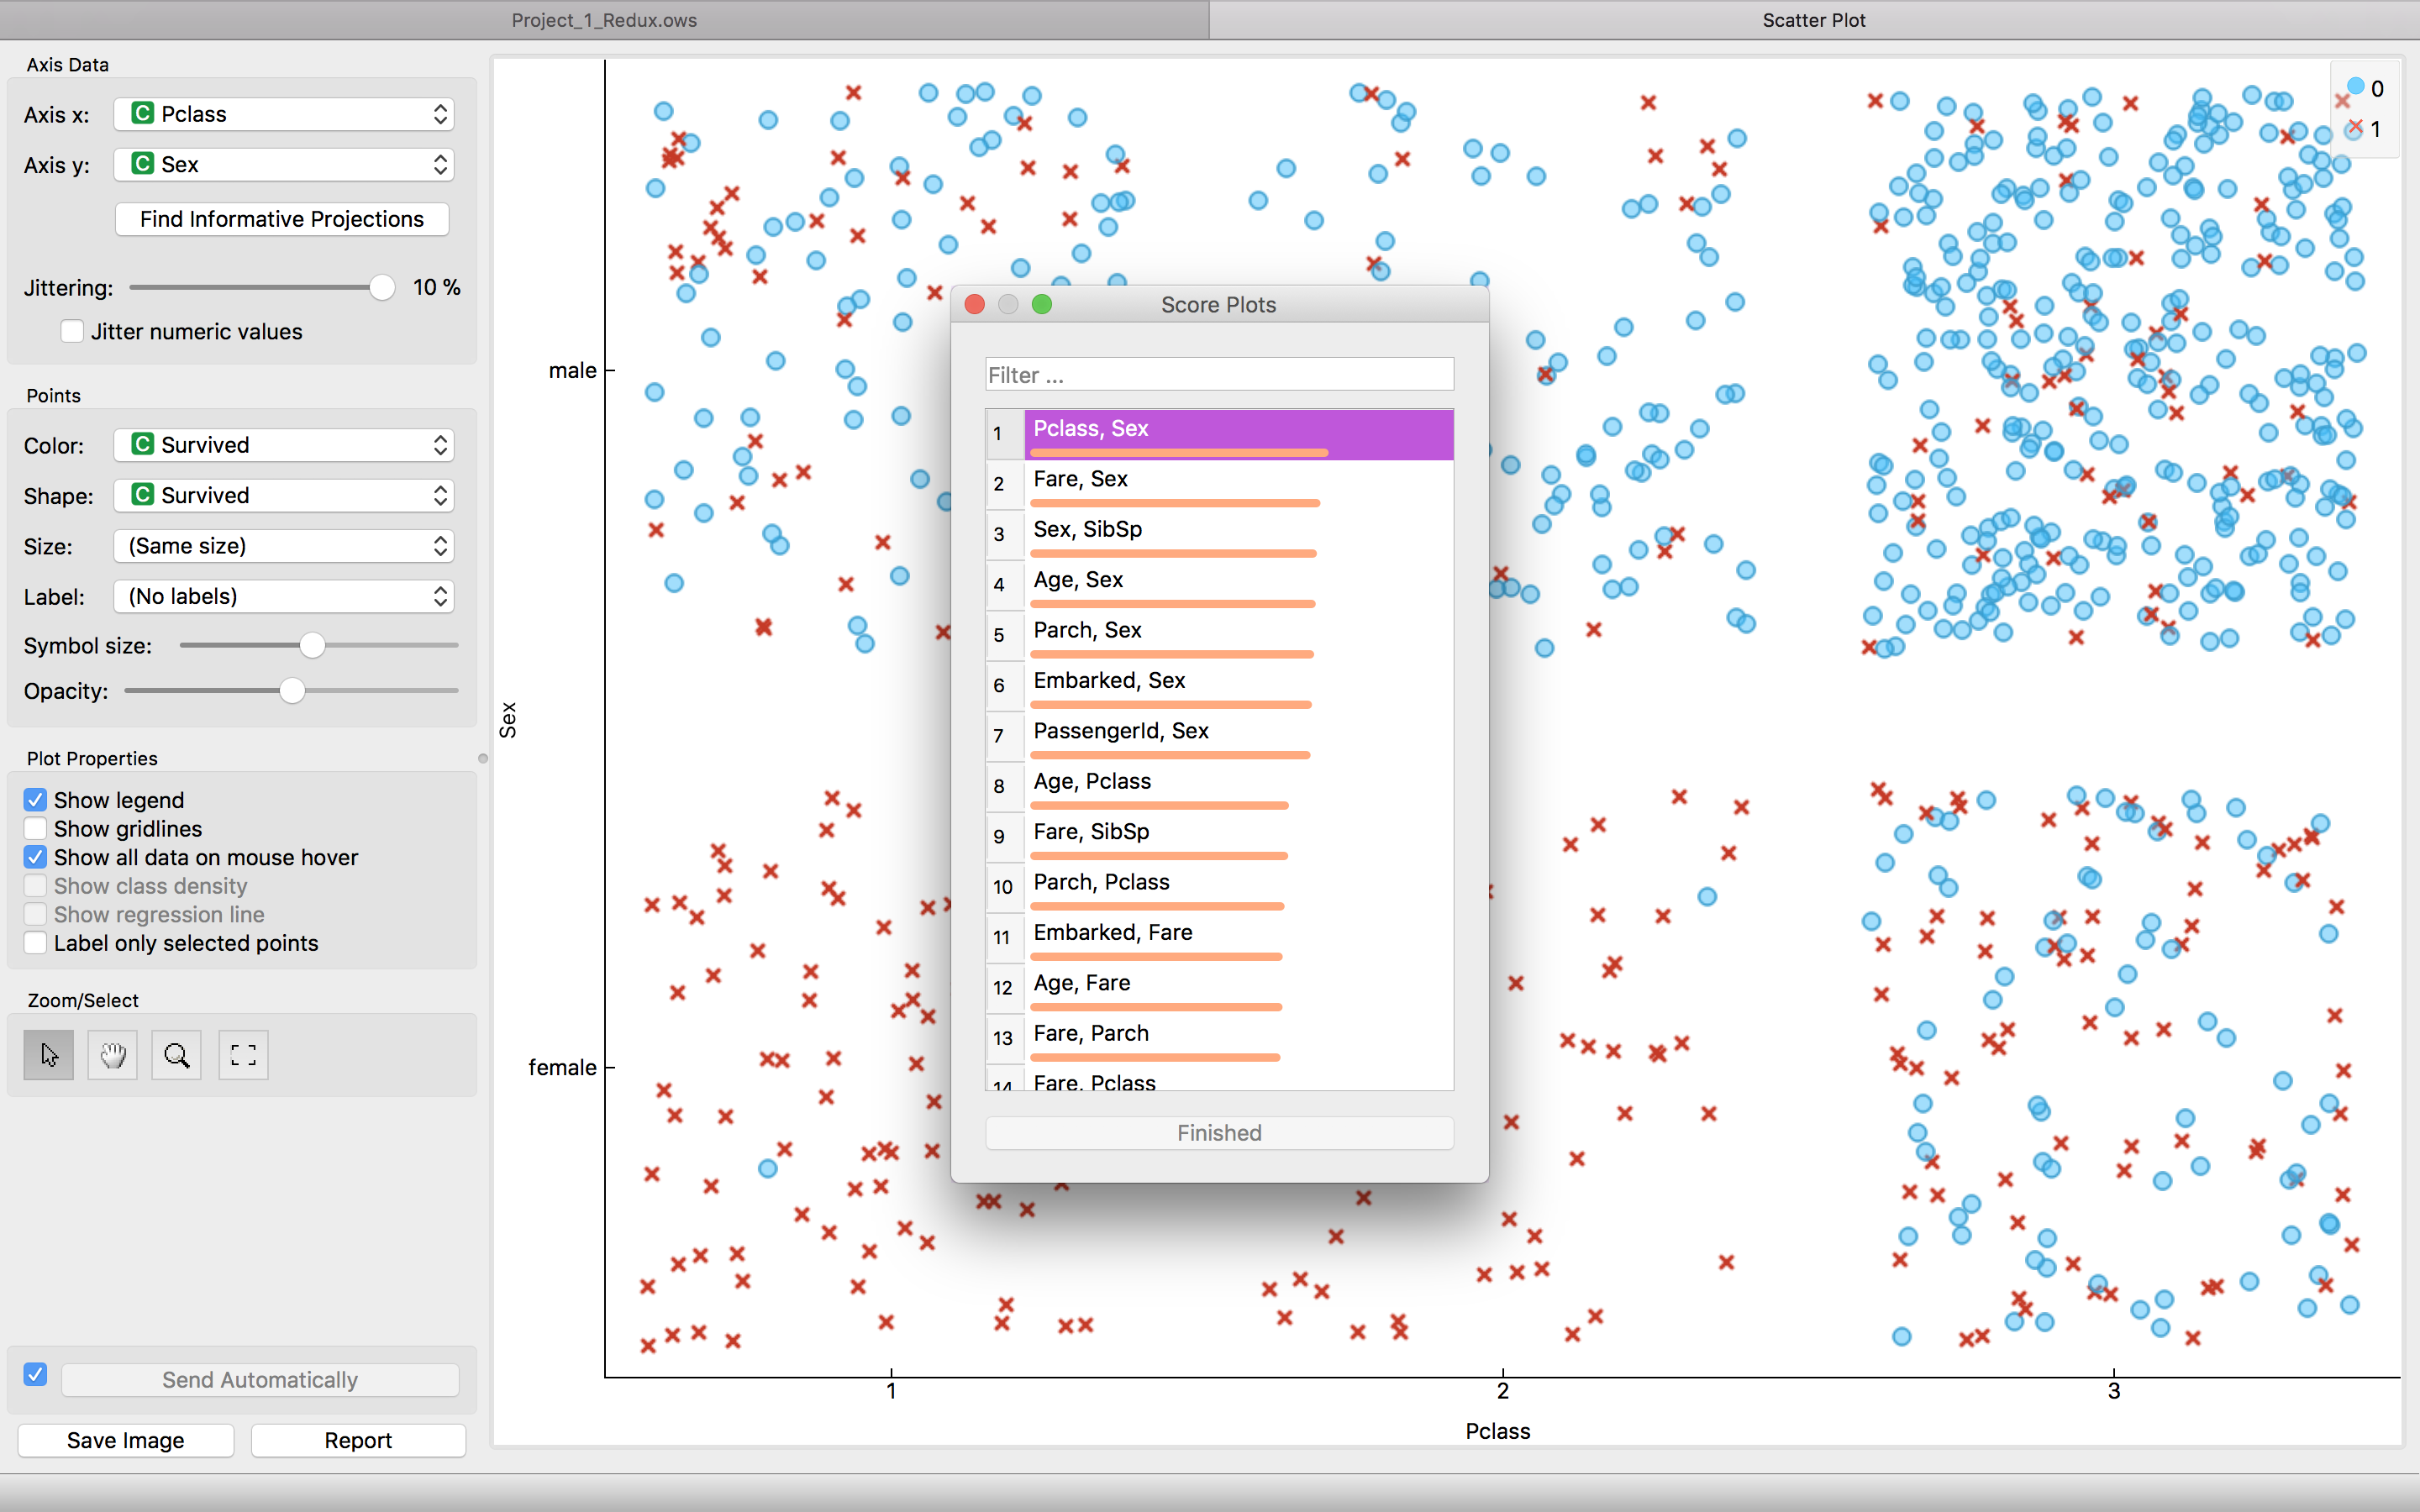 Project_1_Redux.ows
Scatter Plot
Axis Data
Axis x: C Pclass
Axis y: C Sex
Find Informative Projections
Jittering: 10 %
Jitter numeric values
Points
Color: C Survived
Shape: C Survived
Size: (Same size)
Label: (No labels)
Symbol size:
Opacity:
Plot Properties
Show legend
Show gridlines
Show all data on mouse hover
Show class density
Show regression line
Label only selected points
Zoom/Select
Send Automatically
Save Image
Report
0
1
male
female
Sex
1
2
3
Pclass
Score Plots
Filter ...
1 Pclass, Sex
2 Fare, Sex
3 Sex, SibSp
4 Age, Sex
5 Parch, Sex
6 Embarked, Sex
7 PassengerId, Sex
8 Age, Pclass
9 Fare, SibSp
10 Parch, Pclass
11 Embarked, Fare
12 Age, Fare
13 Fare, Parch
14 Fare, Pclass
Finished